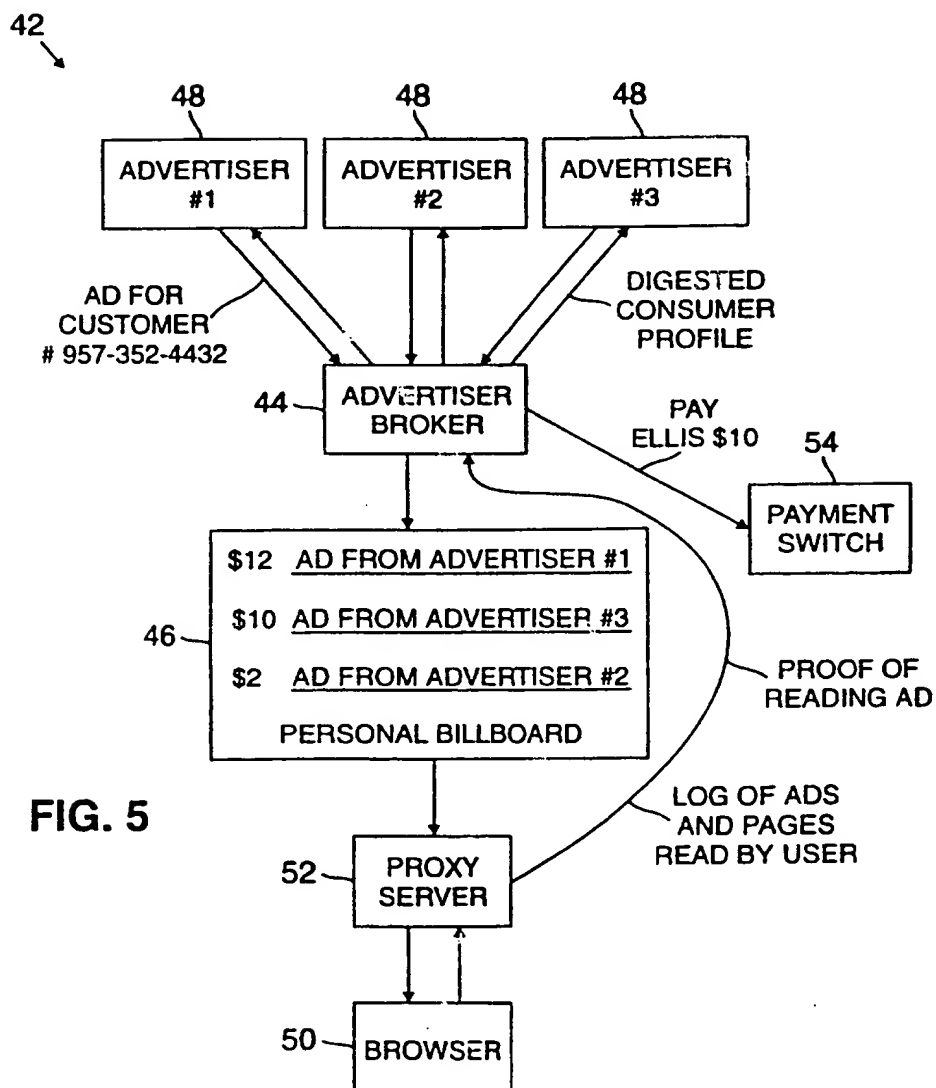 42
48
48
48
ADVERTISER
#1
ADVERTISER
#2
ADVERTISER
#3
AD FOR
CUSTOMER
# 957-352-4432
DIGESTED
CONSUMER
PROFILE
44
ADVERTISER
BROKER
PAY
ELLIS $10
54
PAYMENT
SWITCH
46
$12 AD FROM ADVERTISER #1
$10 AD FROM ADVERTISER #3
$2 AD FROM ADVERTISER #2
PERSONAL BILLBOARD
PROOF OF
READING AD
FIG. 5
LOG OF ADS
AND PAGES
READ BY USER
52
PROXY
SERVER
50
BROWSER